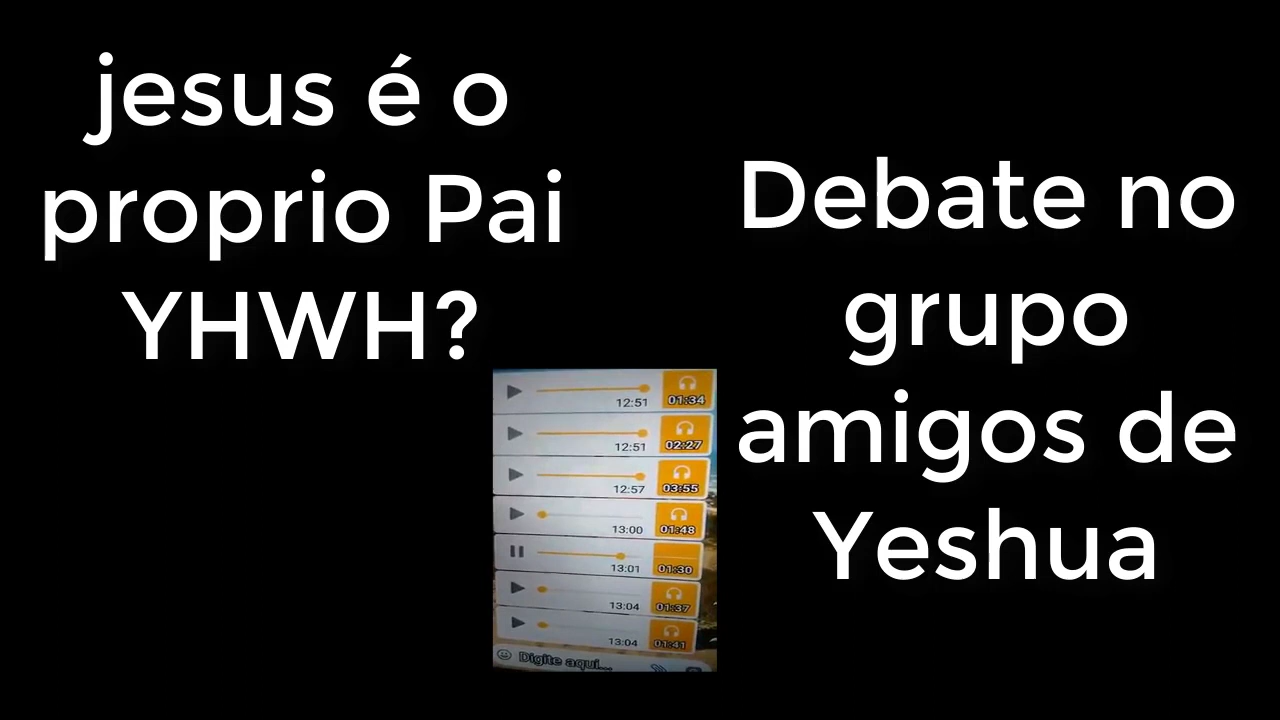 jesus é o
proprio Pai
YHWH?
Debate no
grupo
amigos de
Yeshua
12:51 01:34
12:51 02:27
12:57 03:55
13:00 01:48
13:01 01:30
13:04 01:37
13:04 01:41
Digite aqui...